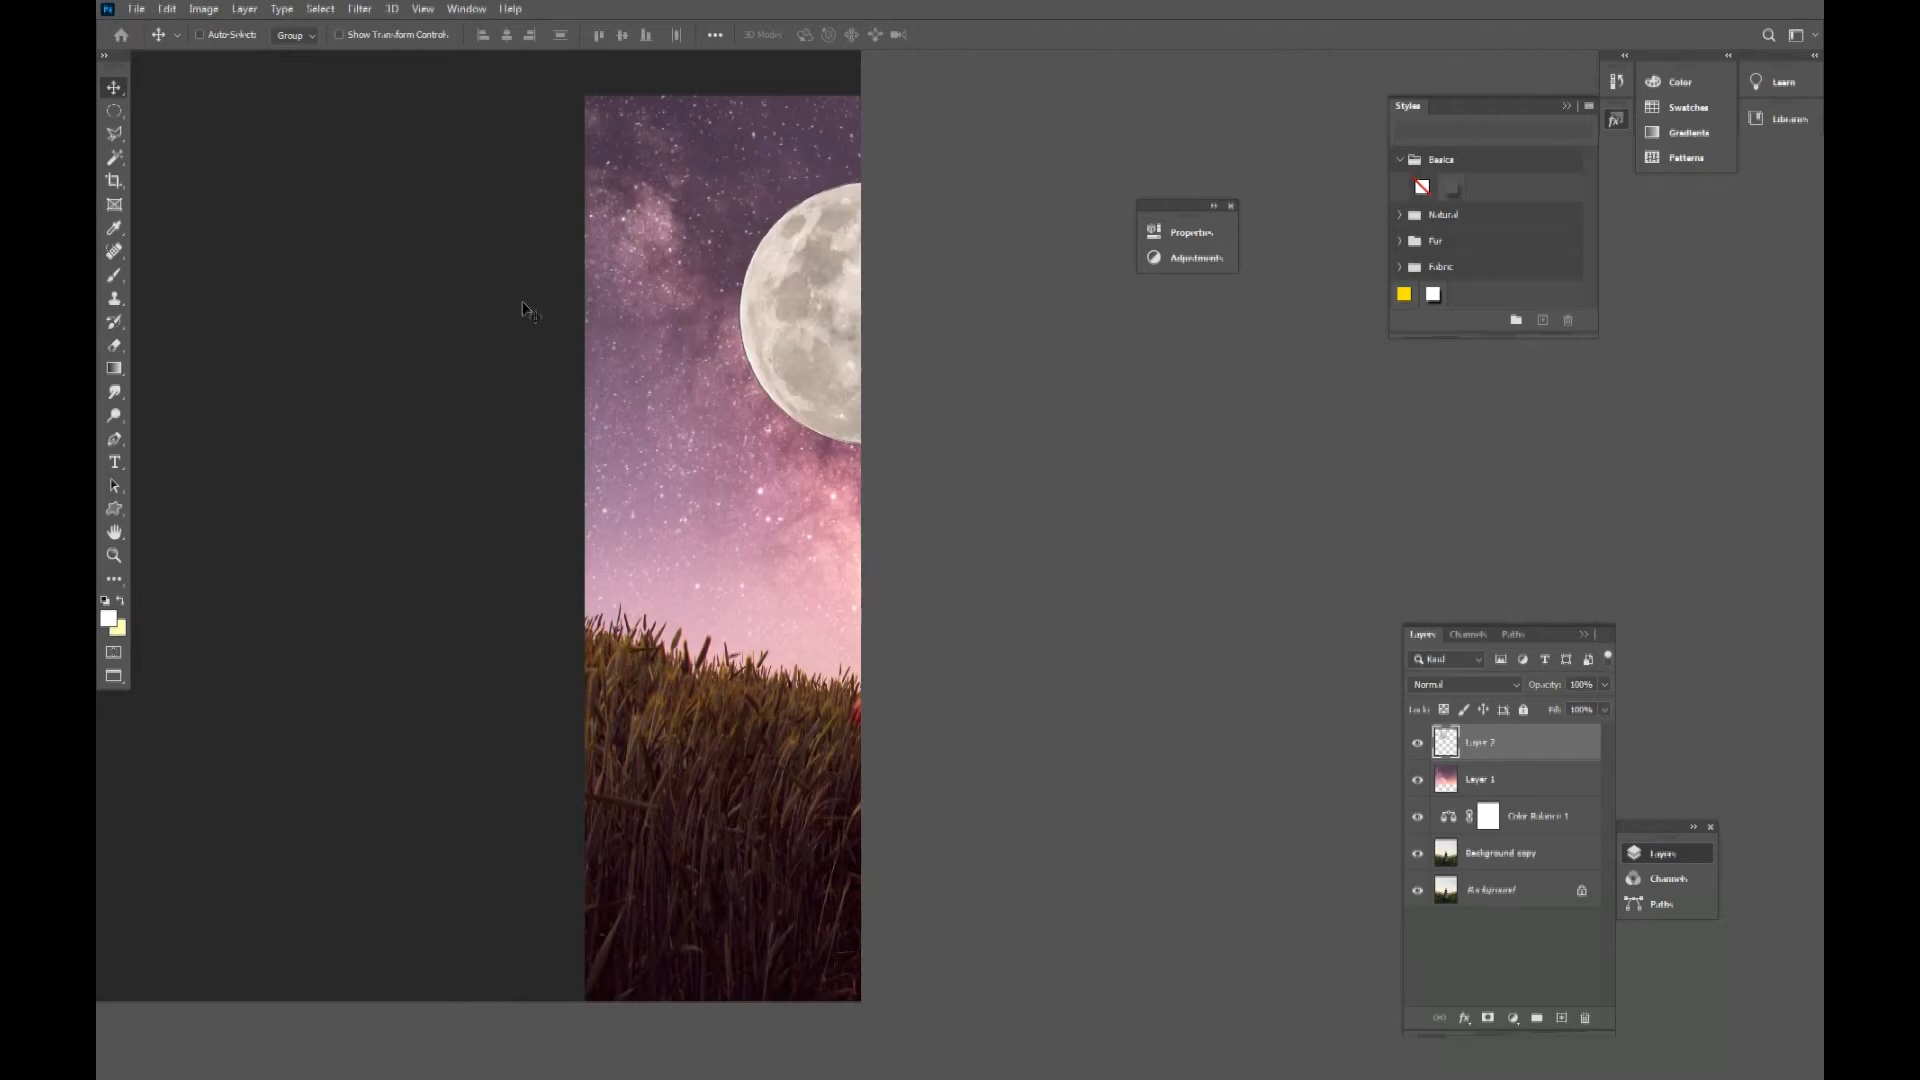 Ps File Edit Image Layer Type Select Filter 3D View Window Help
Auto-Select: Group Show Transform Controls 3D Mode:
Color
Swatches
Gradients
Patterns
Learn
Libraries
Styles
Basics
Natural
Fur
Fabric
Properties
Adjustments
Layers Channels Paths
Kind
Normal Opacity: 100%
Lock: Fill: 100%
Layer 2
Layer 1
Color Balance 1
Background copy
Background
Layers
Channels
Paths